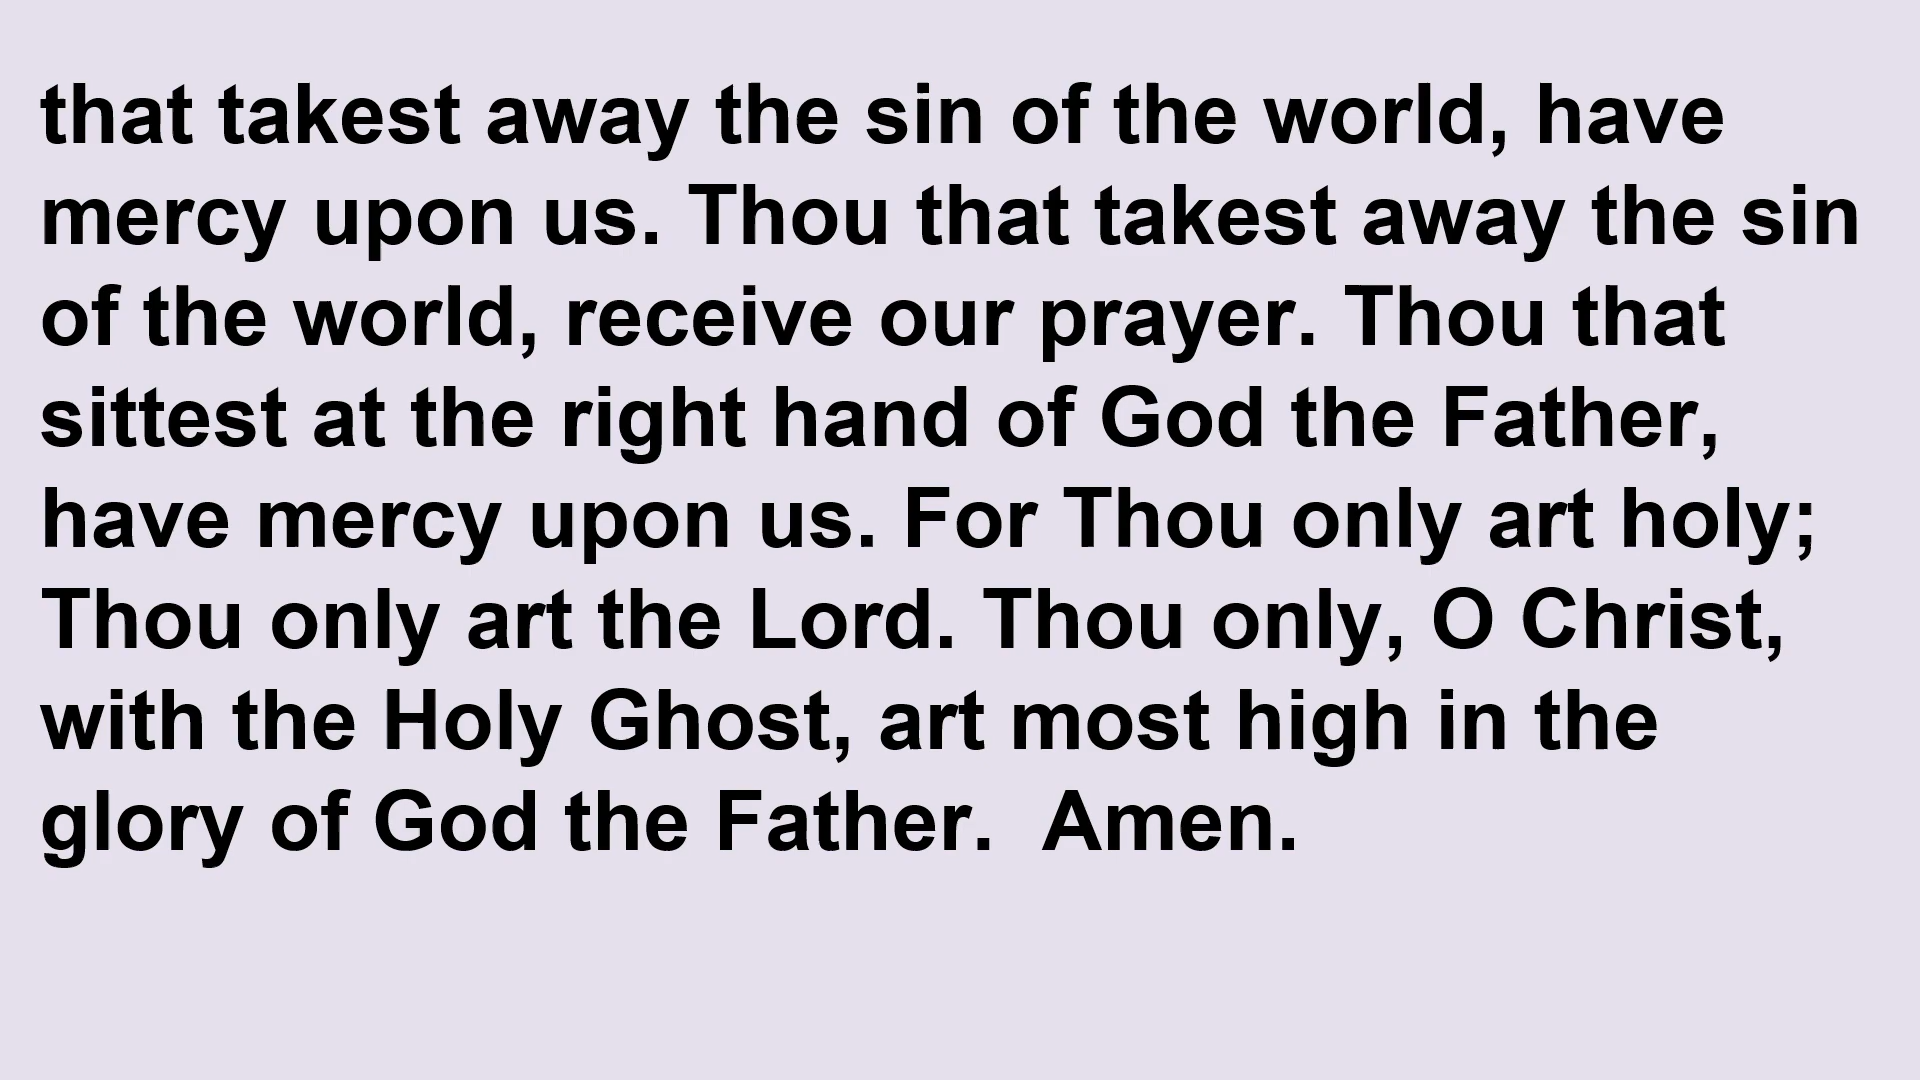 that takest away the sin of the world, have
mercy upon us. Thou that takest away the sin
of the world, receive our prayer. Thou that
sittest at the right hand of God the Father,
have mercy upon us. For Thou only art holy;
Thou only art the Lord. Thou only, O Christ,
with the Holy Ghost, art most high in the
glory of God the Father.  Amen.